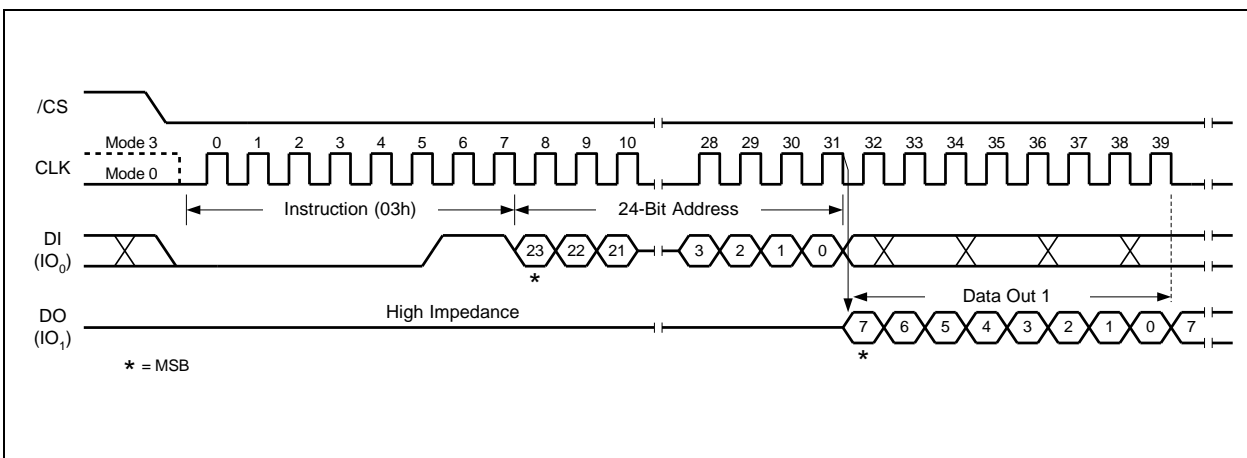 /CS
Mode 3
0 1 2 3 4 5 6 7 8 9 10 28 29 30 31 32 33 34 35 36 37 38 39
CLK
Mode 0
Instruction (03h) 24-Bit Address
DI
(IO0)
23 22 21 3 2 1 0
*
Data Out 1
High Impedance
DO
(IO1)
7 6 5 4 3 2 1 0 7
*
* = MSB